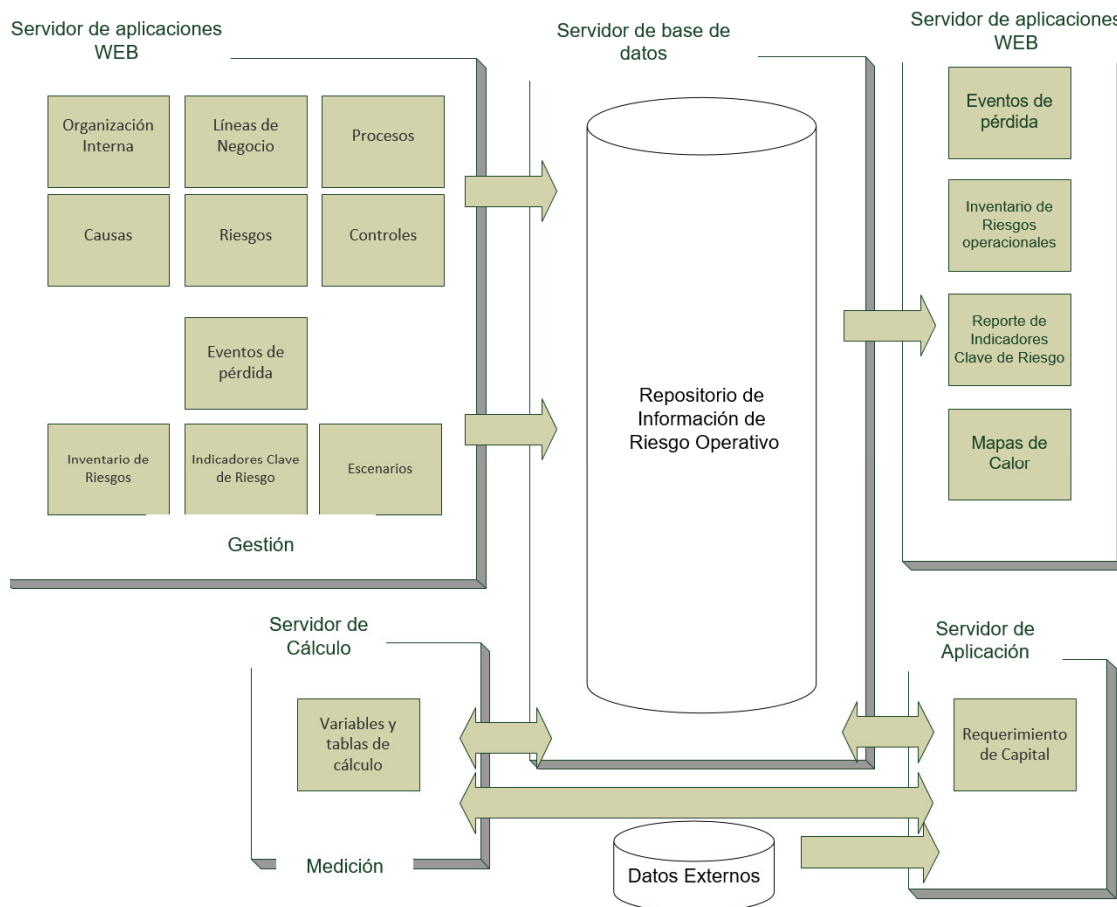 Servidor de aplicaciones
WEB
Organización
Interna
Líneas de
Negocio
Procesos
Causas
Riesgos
Controles
Eventos de
pérdida
Inventario de
Riesgos
Indicadores Clave
de Riesgo
Escenarios
Gestión
Servidor de base de
datos
Repositorio de
Información de
Riesgo Operativo
Servidor de aplicaciones
WEB
Eventos de
pérdida
Inventario de
Riesgos
operacionales
Reporte de
Indicadores
Clave de Riesgo
Mapas de
Calor
Servidor de
Cálculo
Variables y
tablas de
cálculo
Medición
Datos Externos
Servidor de
Aplicación
Requerimiento
de Capital